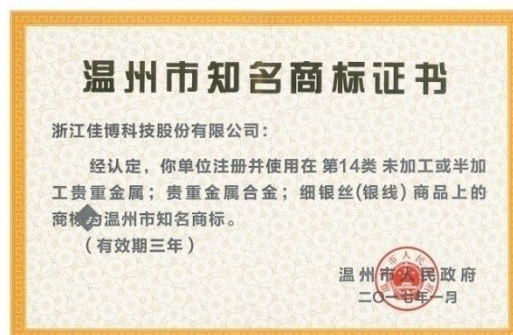 温州市知名商标证书
浙江佳博科技股份有限公司：
经认定，你单位注册并使用在 第14类 未加工或半加
工贵重金属；贵重金属合金；细银丝(银线) 商品上的
商标为温州市知名商标。
（有效期三年）
温州市人民政府
二〇一七年一月